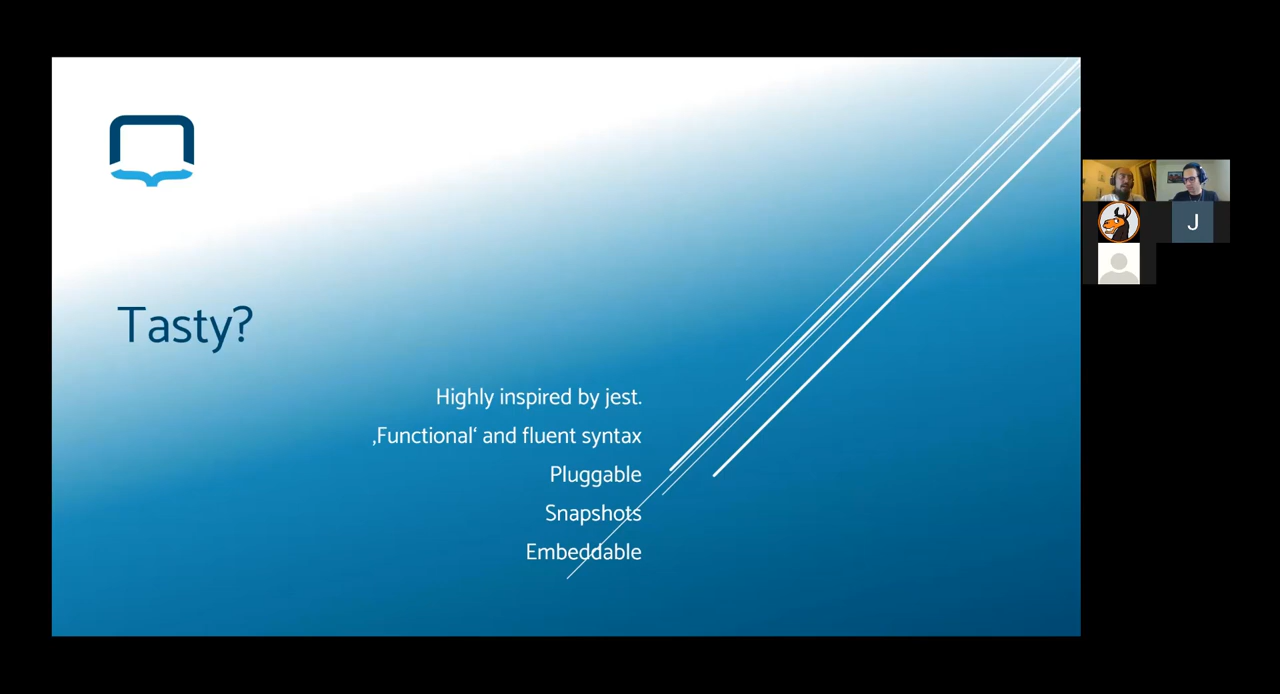 Tasty?
Highly inspired by jest.
‚Functional‘ and fluent syntax
Pluggable
Snapshots
Embeddable
J